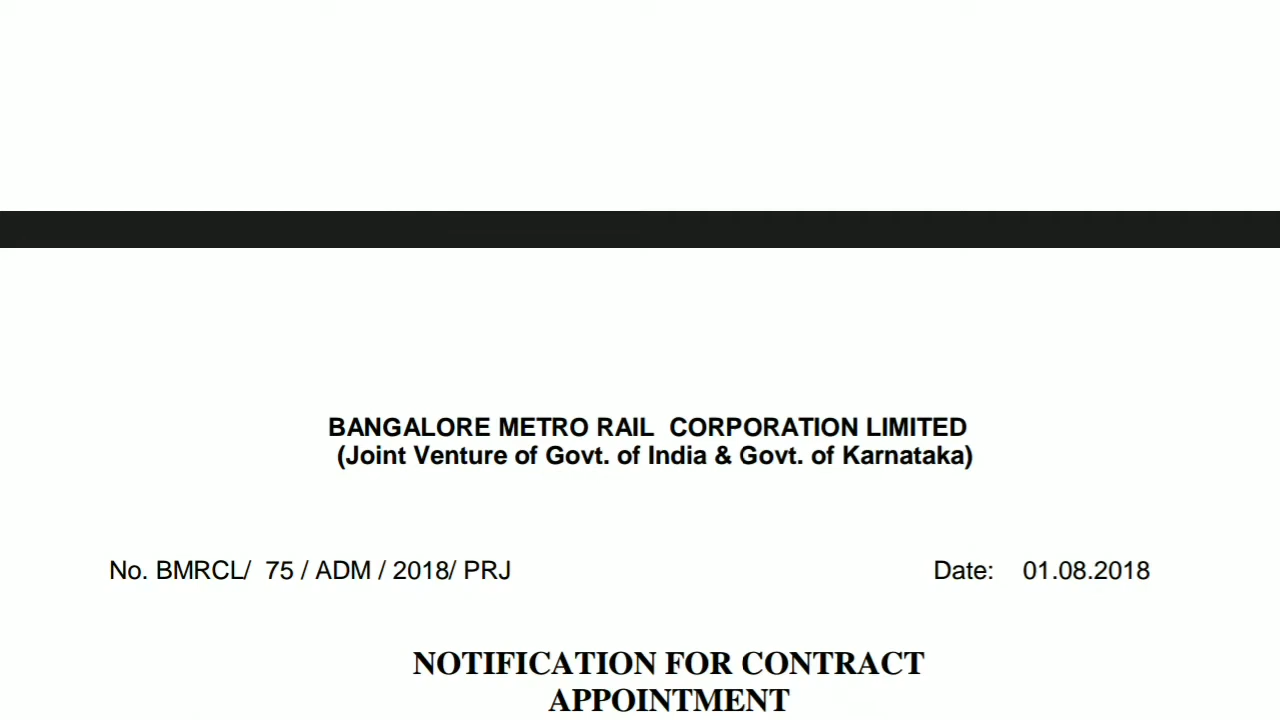 BANGALORE METRO RAIL CORPORATION LIMITED
(Joint Venture of Govt. of India & Govt. of Karnataka)
No. BMRCL/ 75 / ADM / 2018/ PRJ Date: 01.08.2018
NOTIFICATION FOR CONTRACT
APPOINTMENT